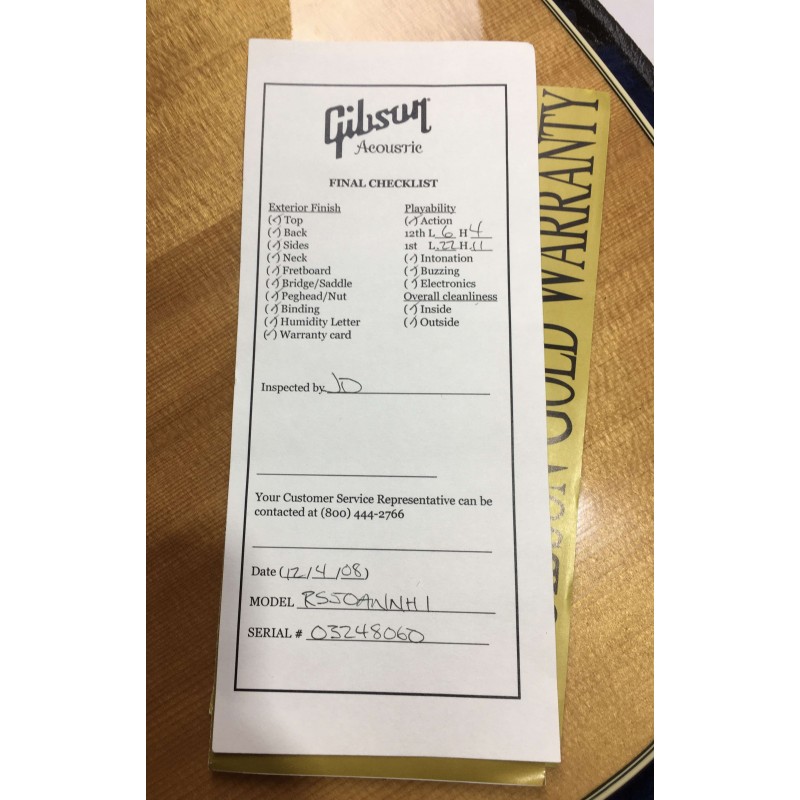 Gibson
Acoustic
FINAL CHECKLIST
Exterior Finish
(✓) Top
(✓) Back
(✓) Sides
(✓) Neck
(✓) Fretboard
(✓) Bridge/Saddle
(✓) Peghead/Nut
(✓) Binding
(✓) Humidity Letter
(✓) Warranty card
Playability
(✓) Action
12th L 6 H 4
1st L .22 H .11
(✓) Intonation
(✓) Buzzing
(✓) Electronics
Overall cleanliness
(✓) Inside
(✓) Outside
Inspected by JD
Your Customer Service Representative can be
contacted at (800) 444-2766
Date (12/4/08)
MODEL RSJOANNH1
SERIAL # 03248060
GOLD WARRANTY